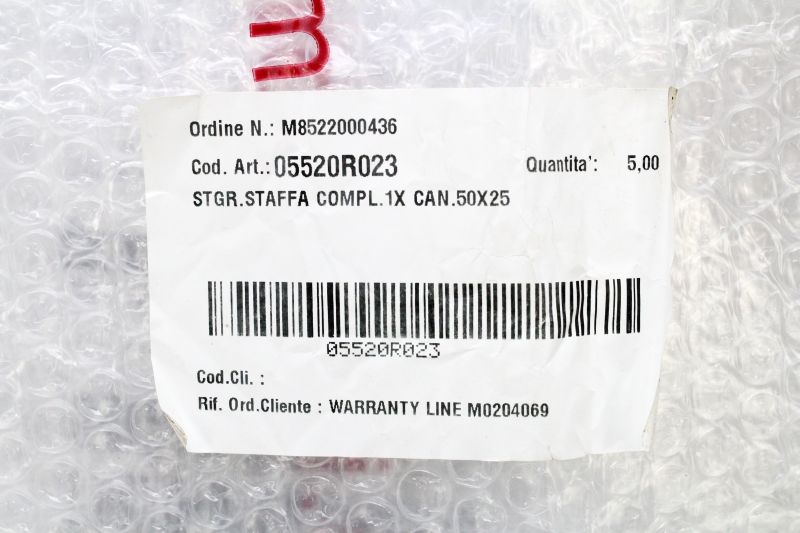 Ordine N.: M8522000436
Cod. Art.: 05520R023 Quantita': 5,00
STGR.STAFFA COMPL.1X CAN.50X25
05520R023
Cod.Cli. :
Rif. Ord.Cliente : WARRANTY LINE M0204069